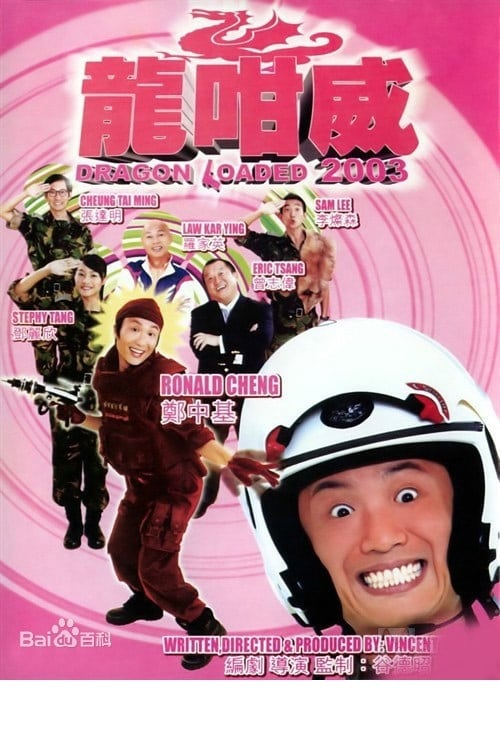 龍咁威
DRAGON LOADED 2003
CHEUNG TAI MING
張達明
SAM LEE
李燦森
LAW KAR YING
羅家英
ERIC TSANG
曾志偉
STEPHY TANG
鄧麗欣
RONALD CHENG
鄭中基
Bai百科
WRITTEN, DIRECTED & PRODUCED BY: VINCENT
編劇 導演 監制：谷德昭